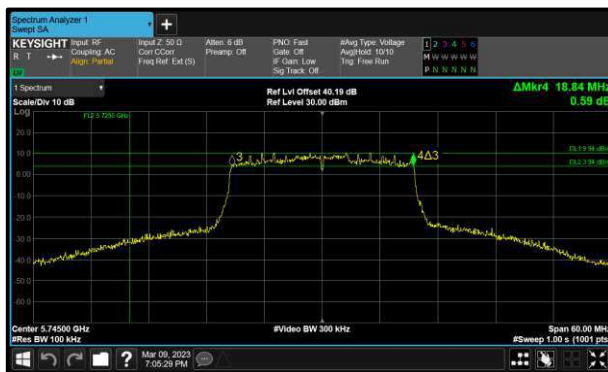 Spectrum Analyzer 1
Swept SA
KEYSIGHT
R T
Input: RF
Coupling: AC
Align: Partial
Input Z: 50 Ω
Corr CCorr
Freq Ref: Ext (S)
Atten: 6 dB
Preamp: Off
PNO: Fast
Gate: Off
IF Gain: Low
Sig Track: Off
#Avg Type: Voltage
Avg|Hold: 10/10
Trig: Free Run
1 2 3 4 5 6
M W W W W W
P N N N N N
1 Spectrum
Scale/Div 10 dB
Ref Lvl Offset 40.19 dB
Ref Level 30.00 dBm
ΔMkr4 18.84 MHz
0.59 dB
Log
20.0
10.0
0.00
-10.0
-20.0
-30.0
-40.0
-50.0
-60.0
3
4Δ3
Center 5.74500 GHz
#Res BW 100 kHz
#Video BW 300 kHz
Span 60.00 MHz
#Sweep 1.00 s (1001 pts)
?
Mar 09, 2023
7:05:29 PM